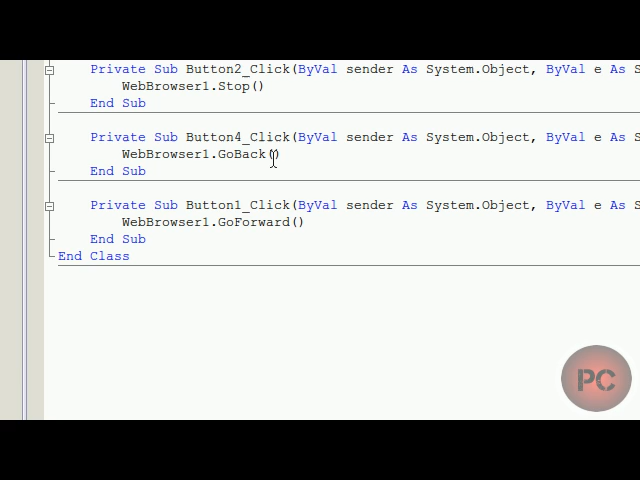 Private Sub Button2_Click(ByVal sender As System.Object, ByVal e As S
WebBrowser1.Stop()
End Sub
Private Sub Button4_Click(ByVal sender As System.Object, ByVal e As S
WebBrowser1.GoBack()
End Sub
Private Sub Button1_Click(ByVal sender As System.Object, ByVal e As S
WebBrowser1.GoForward()
End Sub
End Class
PC